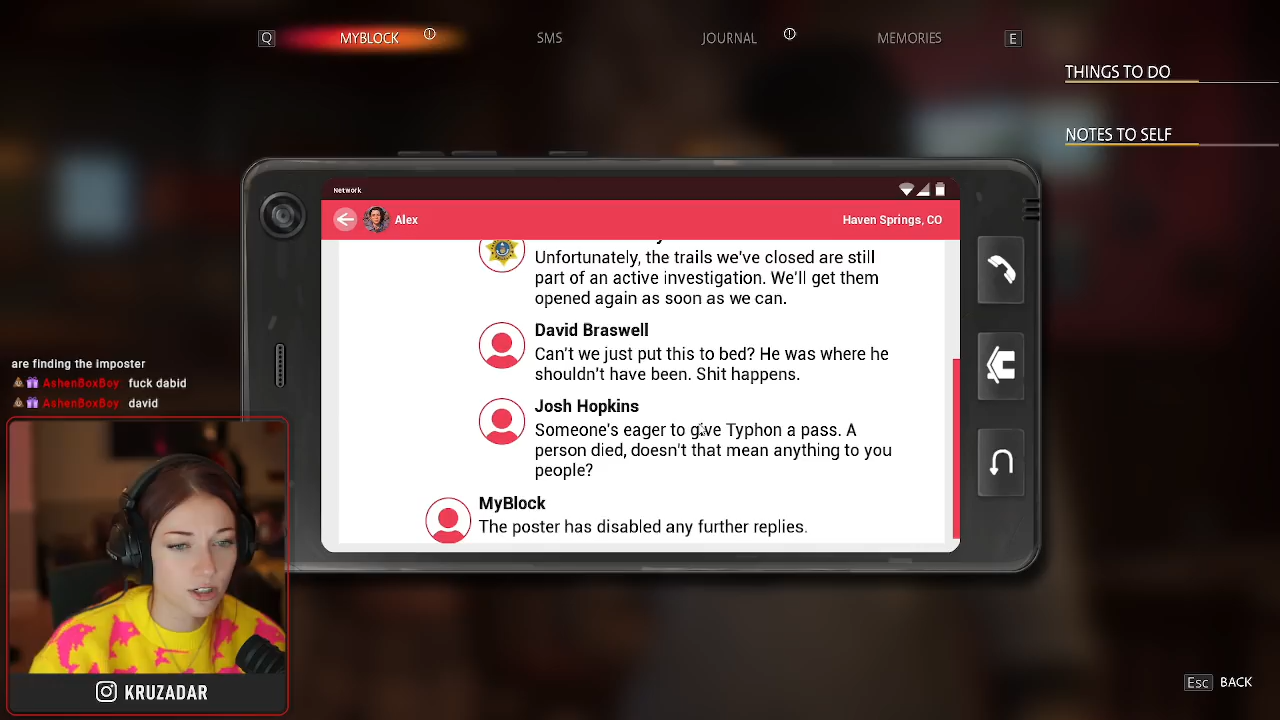 Q
MYBLOCK
SMS
JOURNAL
MEMORIES
E
THINGS TO DO
NOTES TO SELF
Network
Alex
Haven Springs, CO
Unfortunately, the trails we've closed are still
part of an active investigation. We'll get them
opened again as soon as we can.
David Braswell
Can't we just put this to bed? He was where he
shouldn't have been. Shit happens.
Josh Hopkins
Someone's eager to give Typhon a pass. A
person died, doesn't that mean anything to you
people?
MyBlock
The poster has disabled any further replies.
are finding the imposter
AshenBoxBoy fuck dabid
AshenBoxBoy david
KRUZADAR
Esc BACK